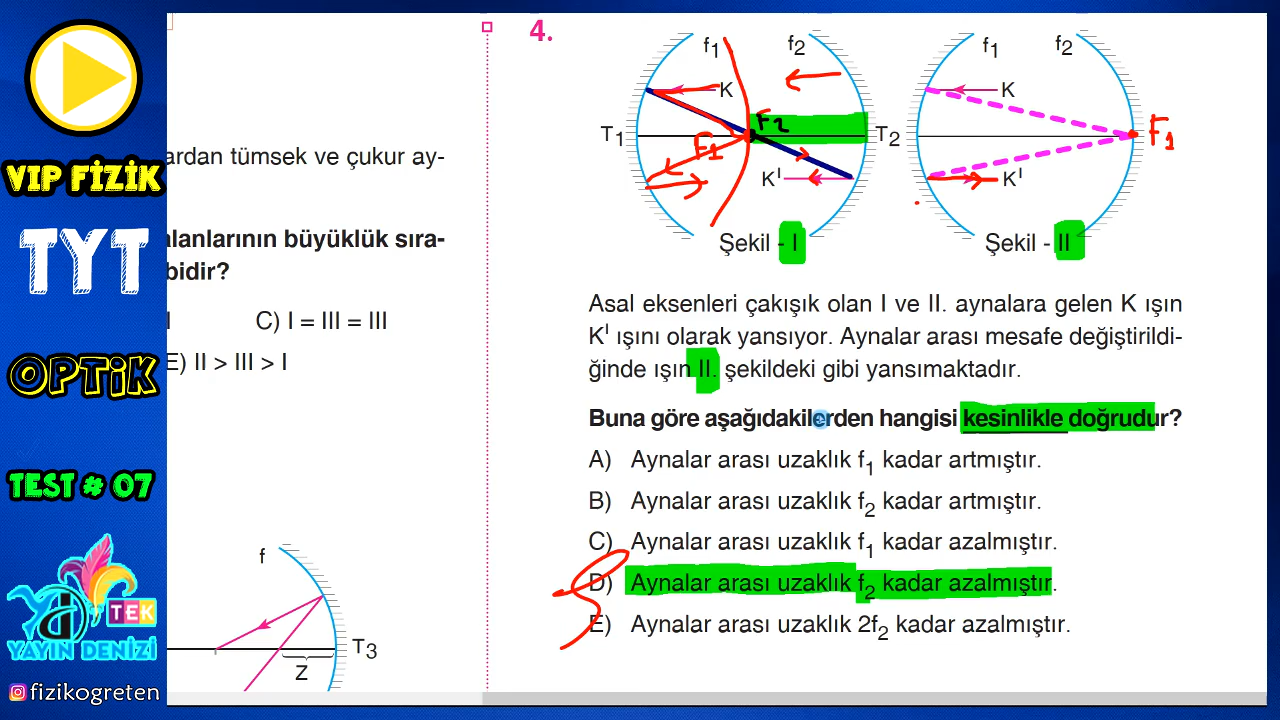 VIP FİZİK
TYT
OPTİK
TEST # 07
TEK
YAYIN DENİZİ
fizikogreten
ardan tümsek ve çukur ay-
alanlarının büyüklük sıra-
bidir?
C) I = III = III
E) II > III > I
f
T3
Z
4.
f1
f2
K
F2
T1
F1
T2
K'
Şekil - I
f1
f2
K
F1
K'
Şekil - II
Asal eksenleri çakışık olan I ve II. aynalara gelen K ışın
K' ışını olarak yansıyor. Aynalar arası mesafe değiştirildi-
ğinde ışın II. şekildeki gibi yansımaktadır.
Buna göre aşağıdakilerden hangisi kesinlikle doğrudur?
A) Aynalar arası uzaklık f1 kadar artmıştır.
B) Aynalar arası uzaklık f2 kadar artmıştır.
C) Aynalar arası uzaklık f1 kadar azalmıştır.
D) Aynalar arası uzaklık f2 kadar azalmıştır.
E) Aynalar arası uzaklık 2f2 kadar azalmıştır.